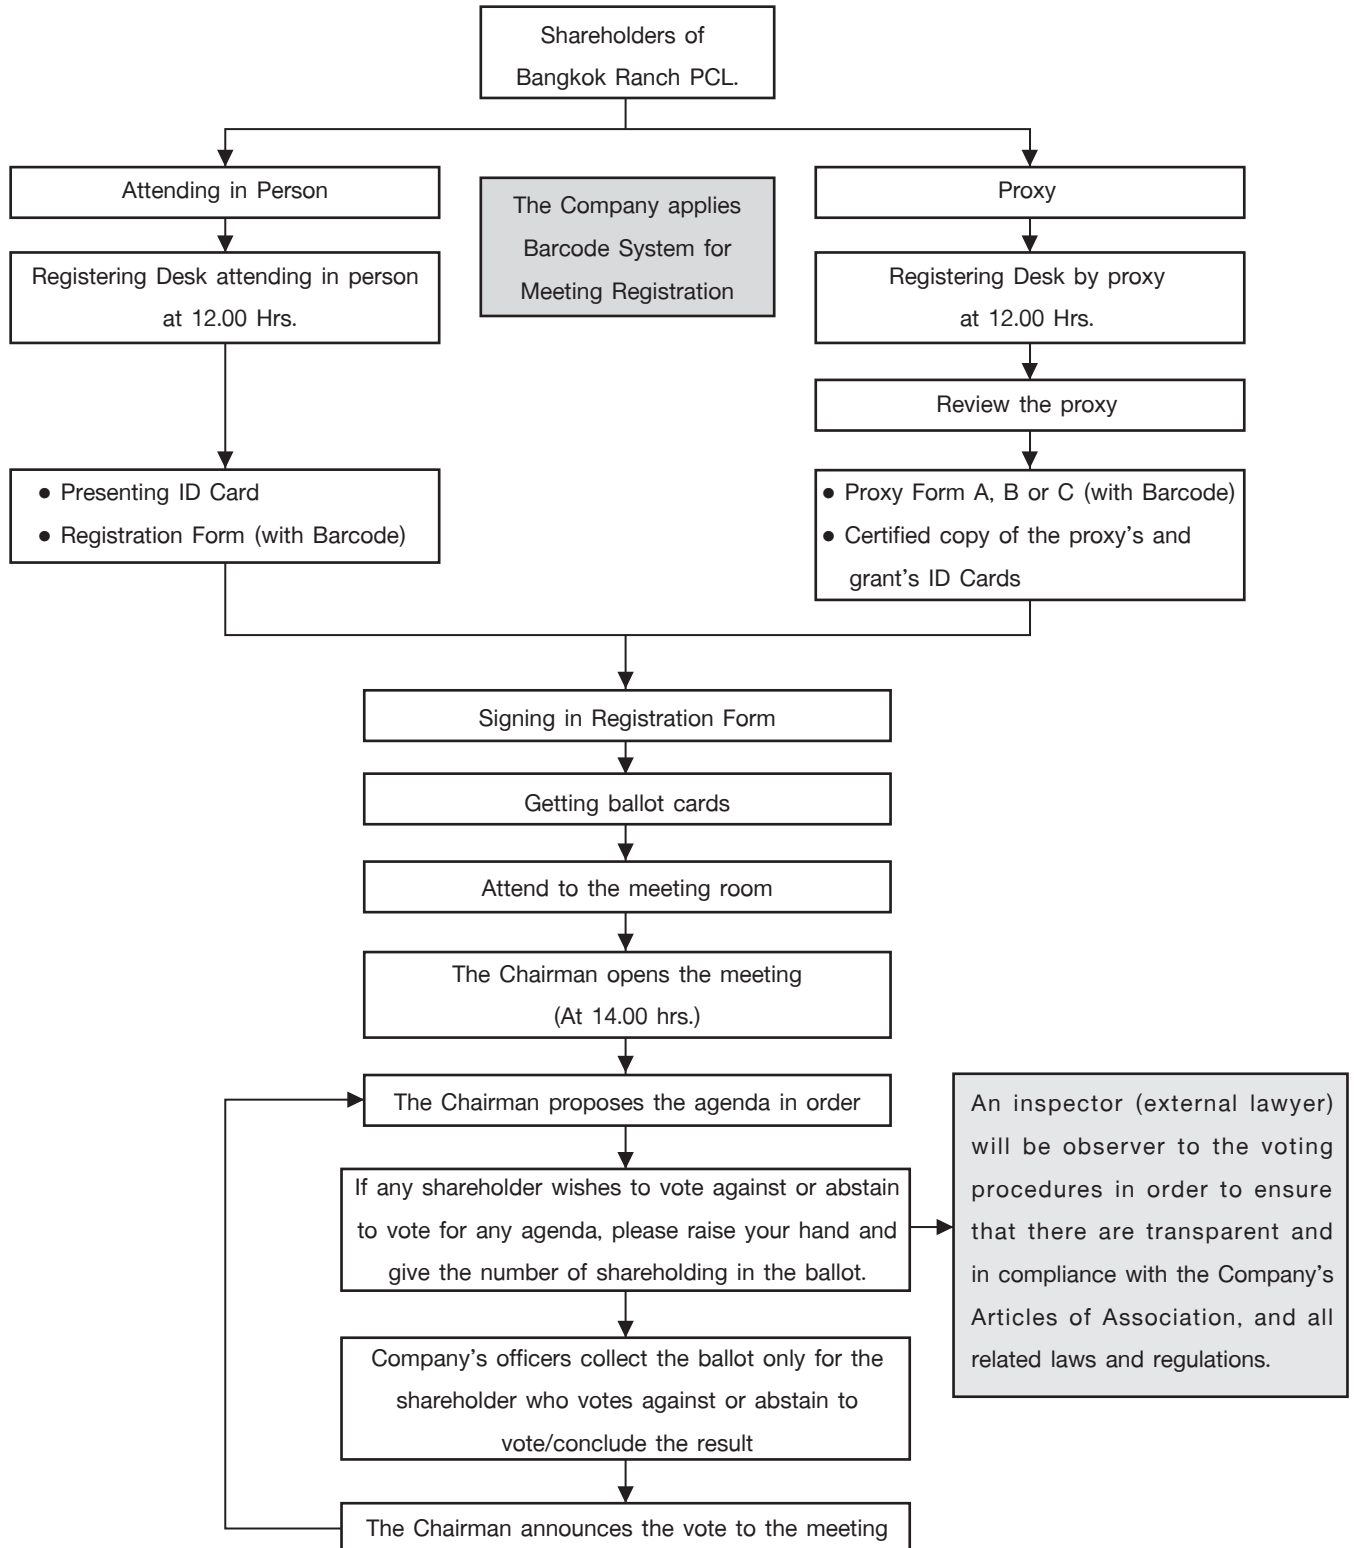 Shareholders of
Bangkok Ranch PCL.
Attending in Person
Registering Desk attending in person
at 12.00 Hrs.
● Presenting ID Card
● Registration Form (with Barcode)
The Company applies
Barcode System for
Meeting Registration
Proxy
Registering Desk by proxy
at 12.00 Hrs.
Review the proxy
● Proxy Form A, B or C (with Barcode)
● Certified copy of the proxy's and
grant's ID Cards
Signing in Registration Form
Getting ballot cards
Attend to the meeting room
The Chairman opens the meeting
(At 14.00 hrs.)
The Chairman proposes the agenda in order
If any shareholder wishes to vote against or abstain
to vote for any agenda, please raise your hand and
give the number of shareholding in the ballot.
An inspector (external lawyer)
will be observer to the voting
procedures in order to ensure
that there are transparent and
in compliance with the Company's
Articles of Association, and all
related laws and regulations.
Company's officers collect the ballot only for the
shareholder who votes against or abstain to
vote/conclude the result
The Chairman announces the vote to the meeting